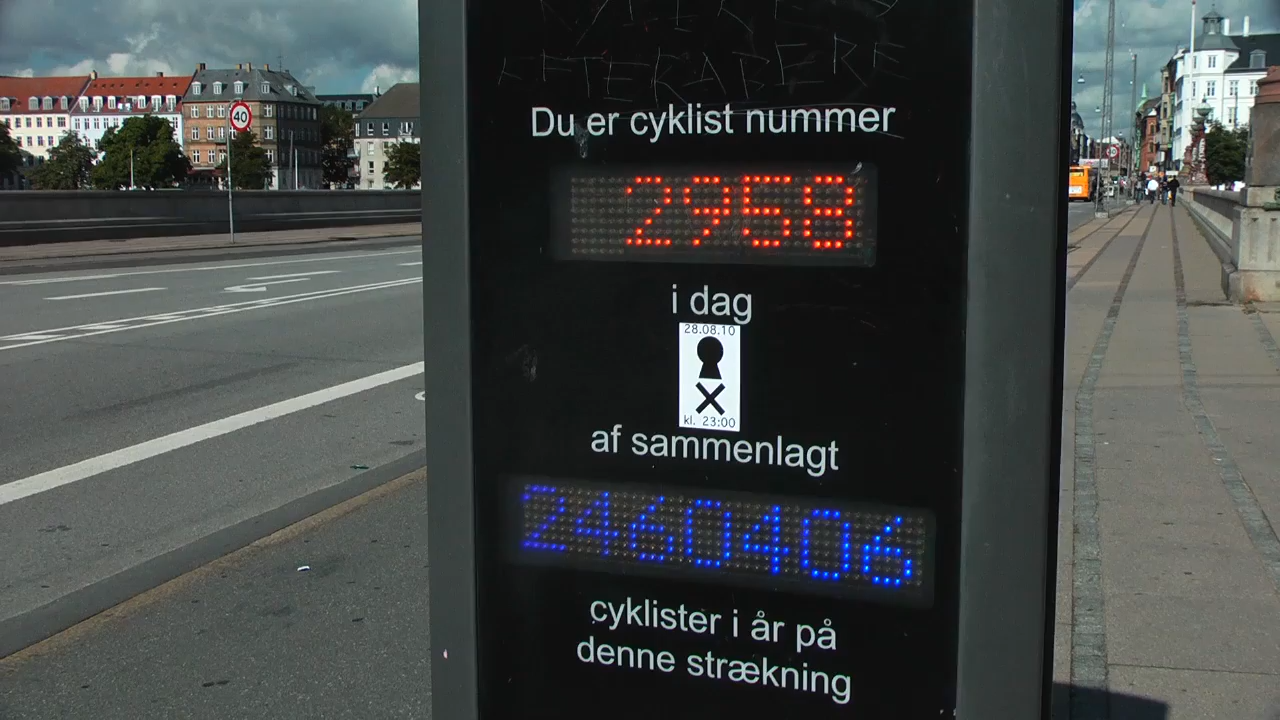 EFTERABERE
40
Du er cyklist nummer
2958
i dag
28.08.10
kl. 23:00
af sammenlagt
2460406
cyklister i år på
denne strækning